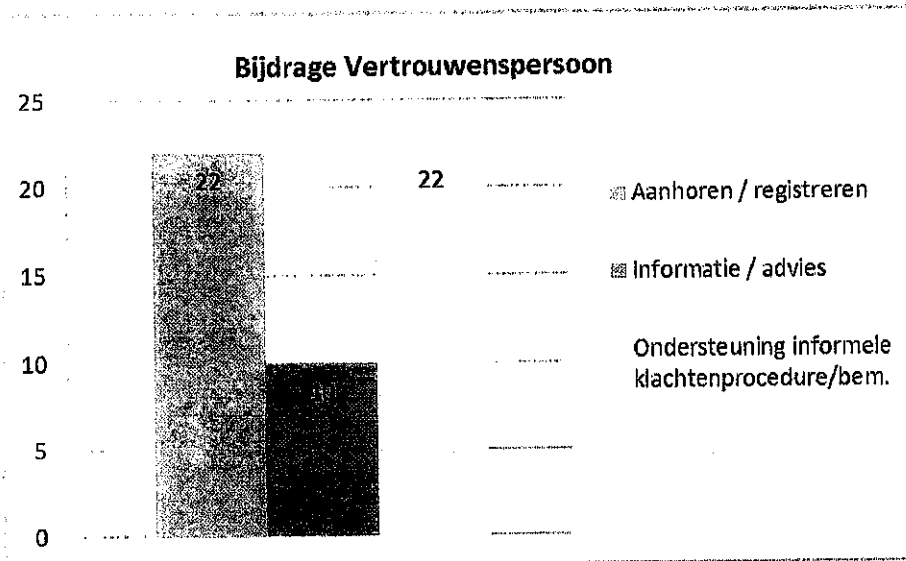 Bijdrage Vertrouwenspersoon
25
20
15
10
5
0
22
22
Aanhoren / registreren
Informatie / advies
Ondersteuning informele
klachtenprocedure/bem.